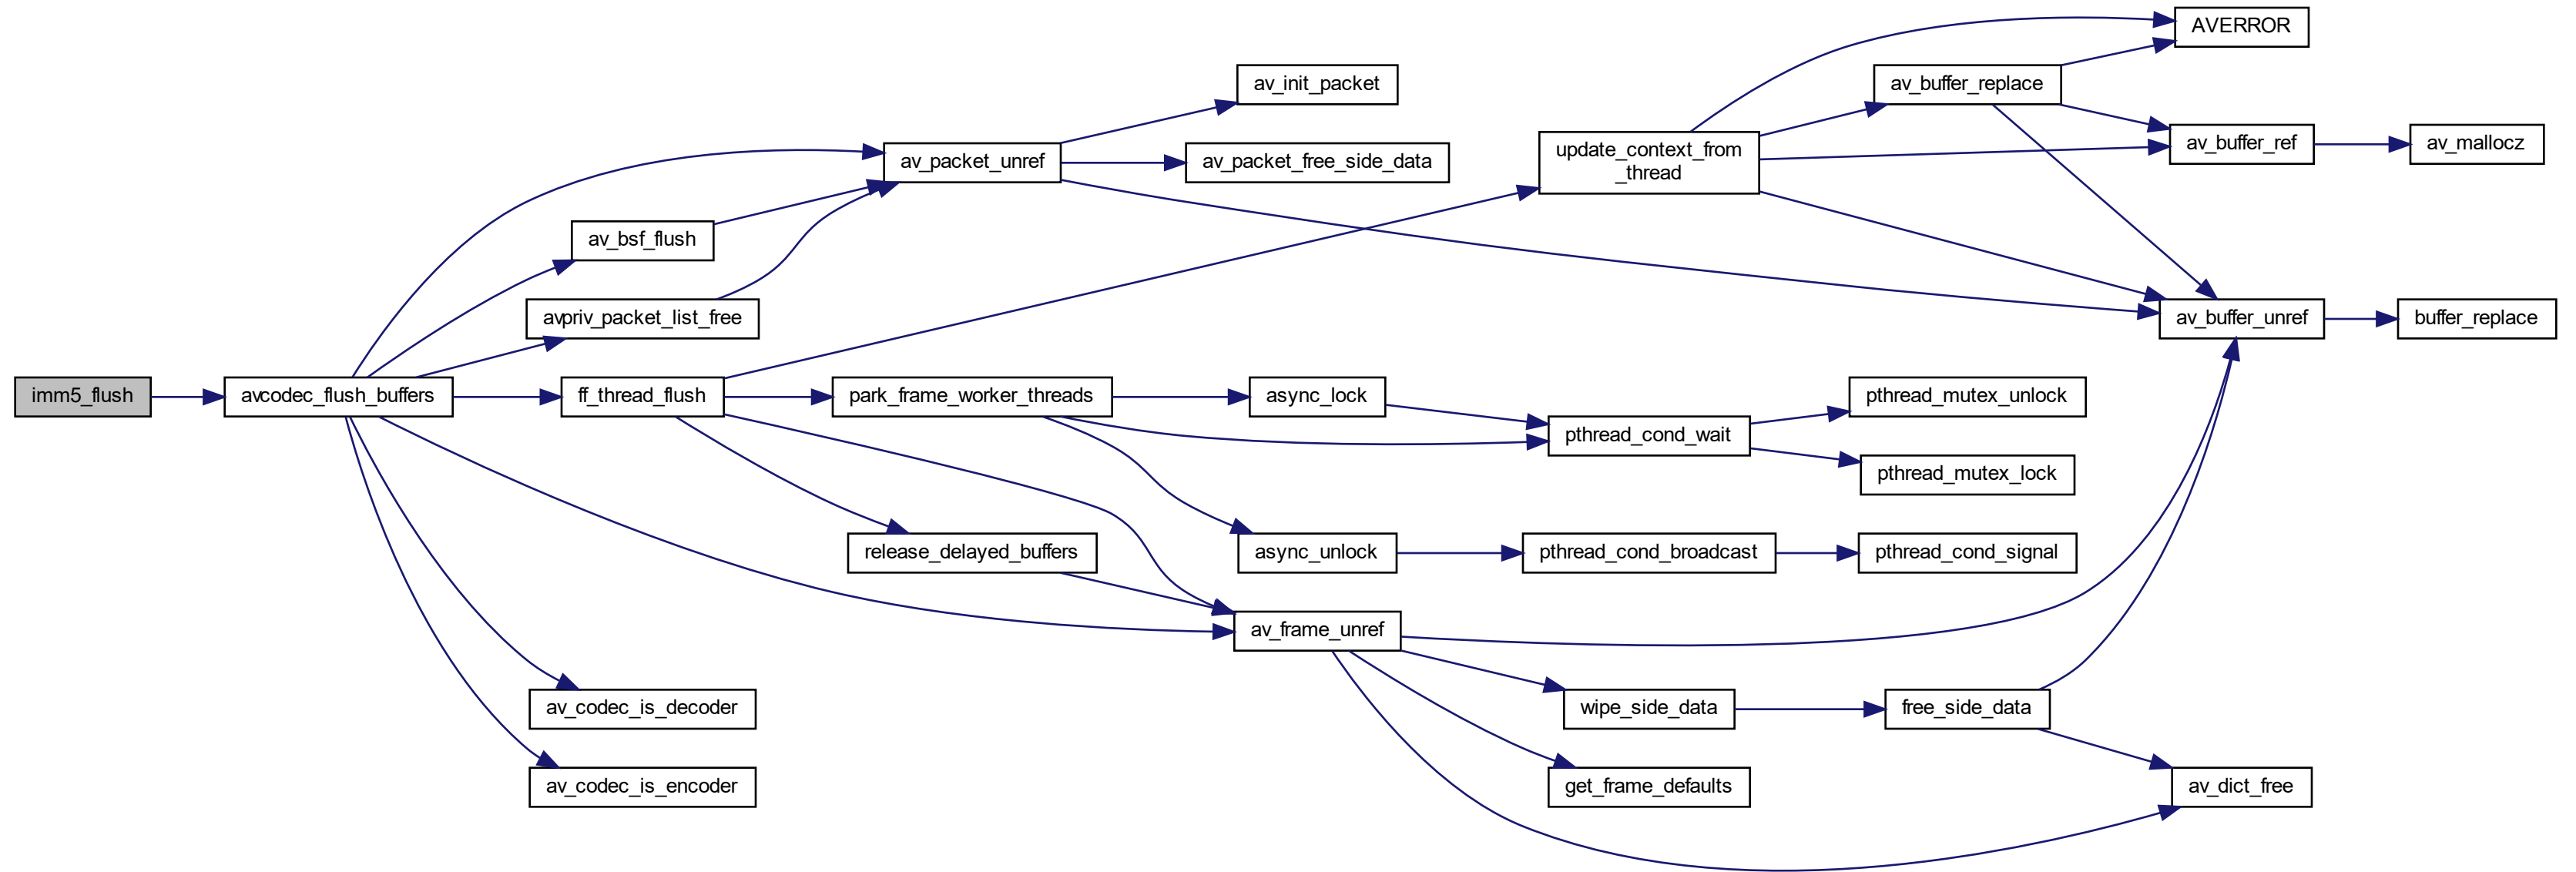 AVERROR
av_init_packet
av_buffer_replace
av_packet_unref
av_packet_free_side_data
update_context_from
_thread
av_buffer_ref
av_mallocz
av_bsf_flush
avpriv_packet_list_free
av_buffer_unref
buffer_replace
imm5_flush
avcodec_flush_buffers
ff_thread_flush
park_frame_worker_threads
async_lock
pthread_mutex_unlock
pthread_cond_wait
pthread_mutex_lock
release_delayed_buffers
async_unlock
pthread_cond_broadcast
pthread_cond_signal
av_frame_unref
av_codec_is_decoder
wipe_side_data
free_side_data
av_codec_is_encoder
get_frame_defaults
av_dict_free